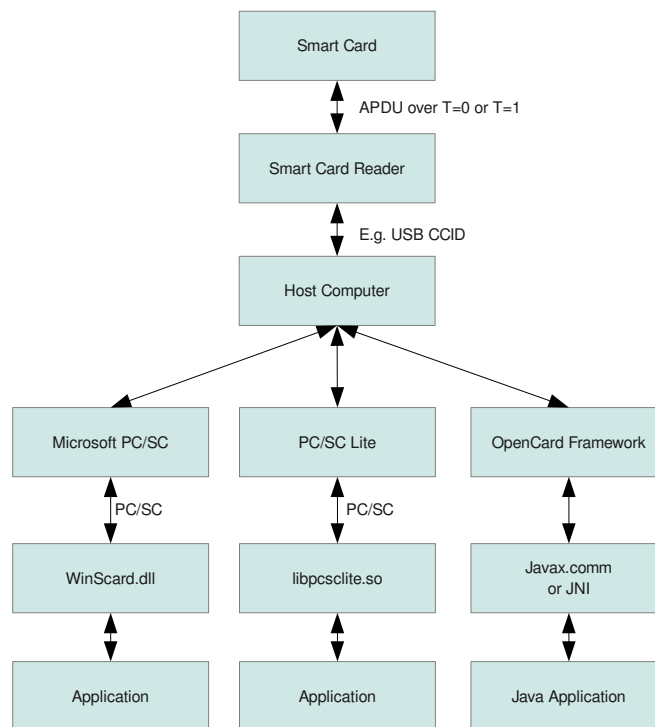 Smart Card
APDU over T=0 or T=1
Smart Card Reader
E.g. USB CCID
Host Computer
Microsoft PC/SC
PC/SC Lite
OpenCard Framework
PC/SC
PC/SC
WinScard.dll
libpcsclite.so
Javax.comm
or JNI
Application
Application
Java Application